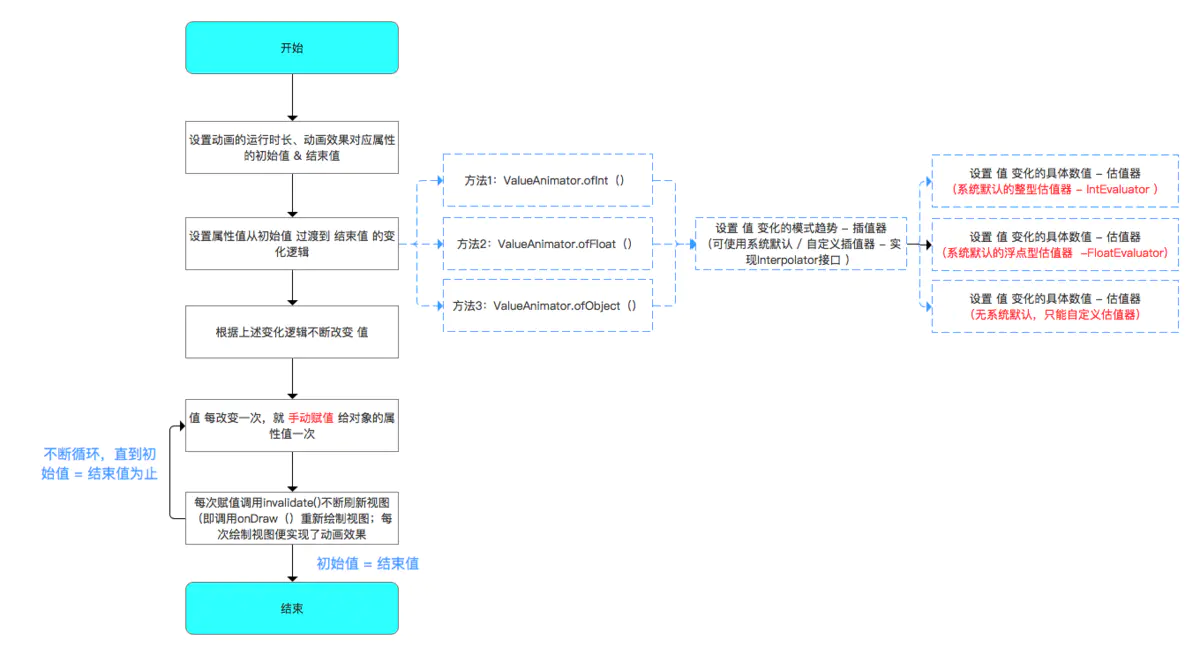 开始
设置动画的运行时长、动画效果对应属性
的初始值 & 结束值
设置属性值从初始值 过渡到 结束值 的变
化逻辑
根据上述变化逻辑不断改变 值
值 每改变一次，就 手动赋值 给对象的属
性值一次
不断循环，直到初
始值 = 结束值为止
每次赋值调用invalidate()不断刷新视图
（即调用onDraw（）重新绘制视图；每
次绘制视图便实现了动画效果
初始值 = 结束值
结束
方法1：ValueAnimator.ofInt（）
方法2：ValueAnimator.ofFloat（）
方法3：ValueAnimator.ofObject（）
设置 值 变化的模式趋势 – 插值器
（可使用系统默认 / 自定义插值器 – 实
现Interpolator接口 ）
设置 值 变化的具体数值 – 估值器
（系统默认的整型估值器 – IntEvaluator ）
设置 值 变化的具体数值 – 估值器
（系统默认的浮点型估值器 –FloatEvaluator）
设置 值 变化的具体数值 – 估值器
（无系统默认，只能自定义估值器）